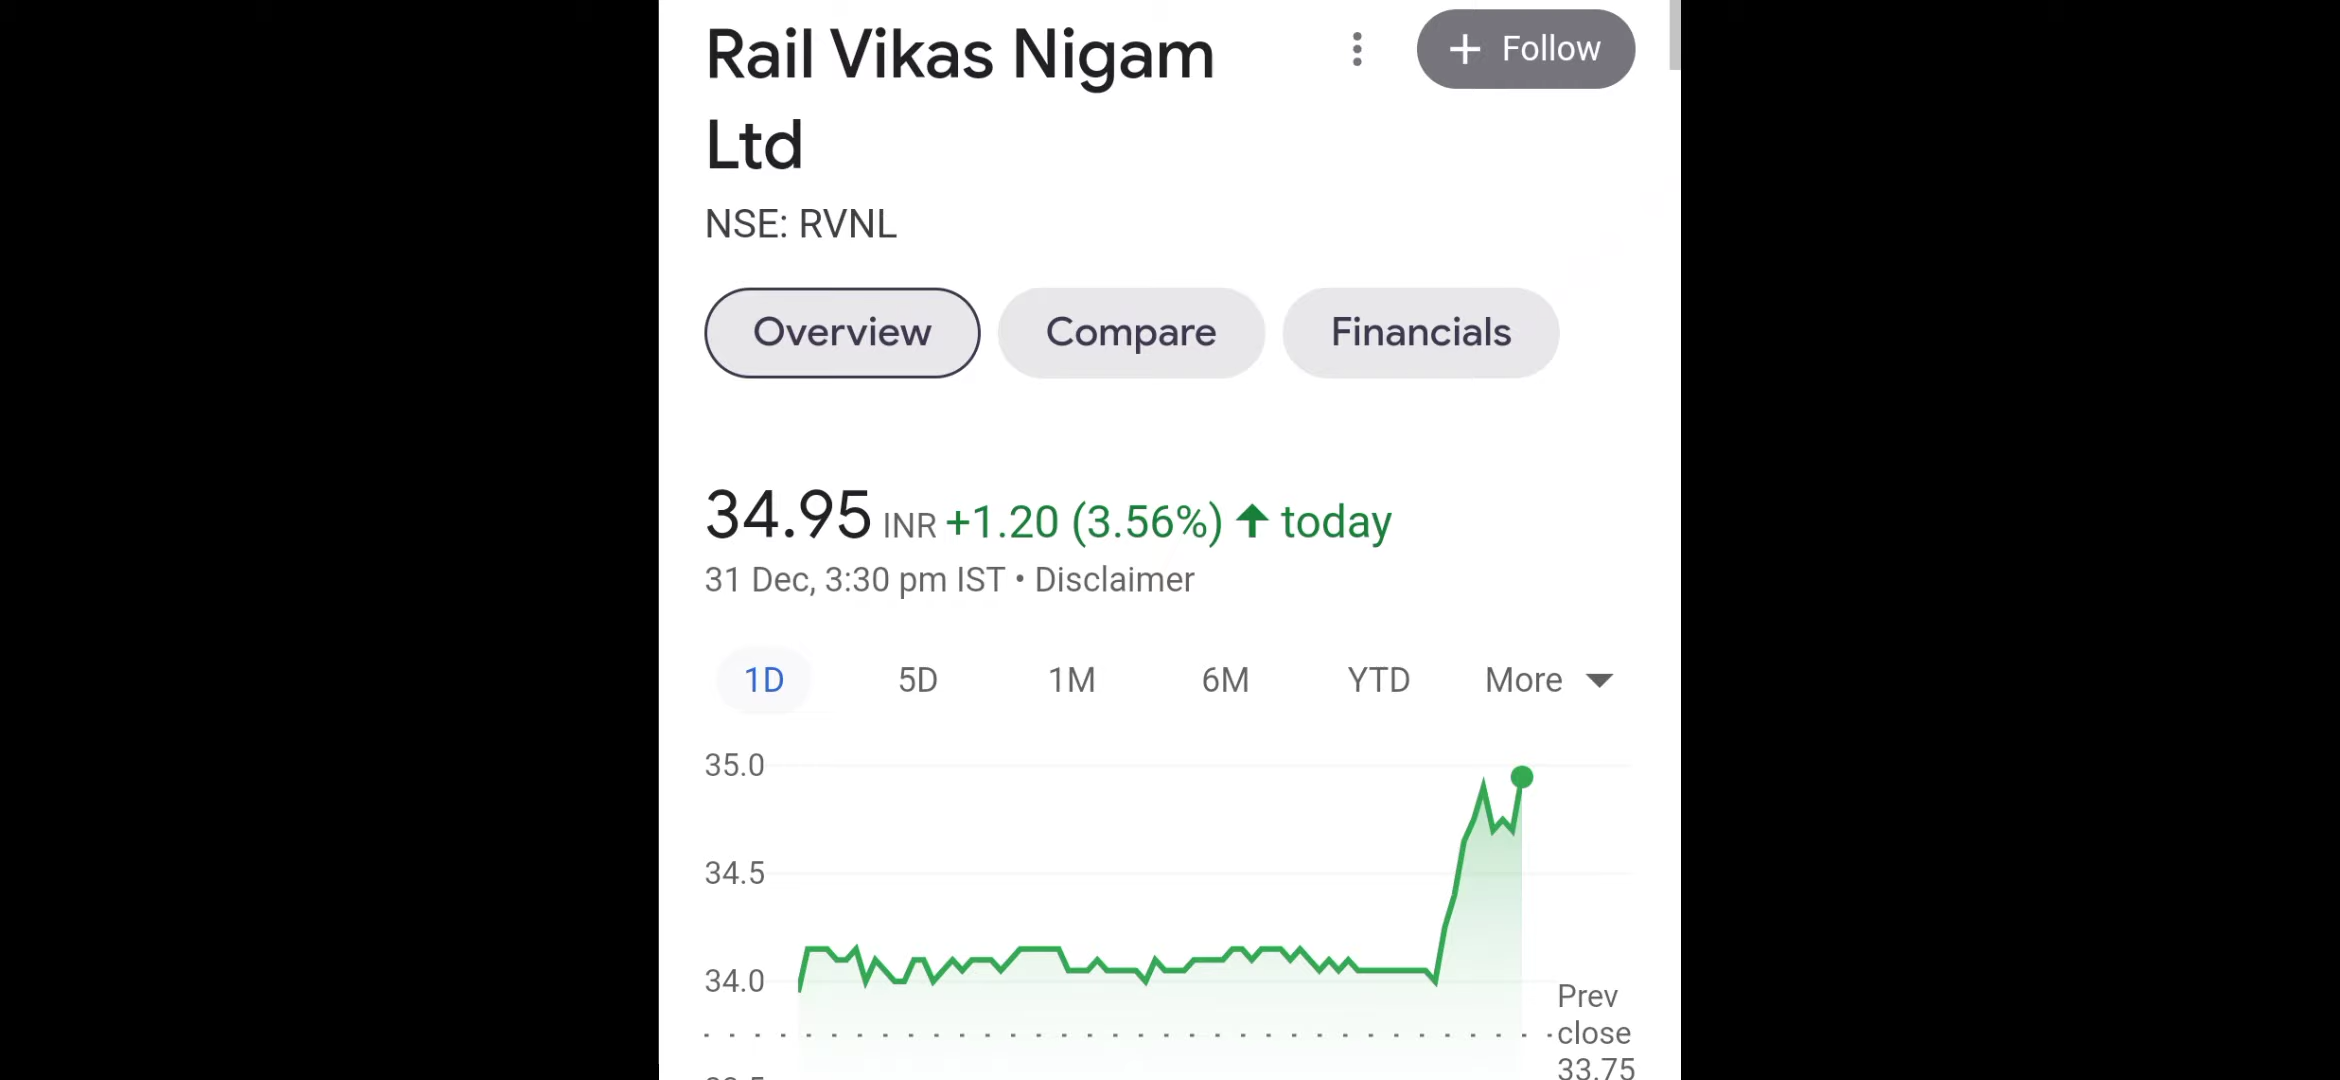 Rail Vikas Nigam
Ltd
+ Follow
NSE: RVNL
Overview Compare Financials
34.95 INR +1.20 (3.56%) ↑ today
31 Dec, 3:30 pm IST • Disclaimer
1D 5D 1M 6M YTD More
35.0
34.5
34.0
Prev
close
33.75